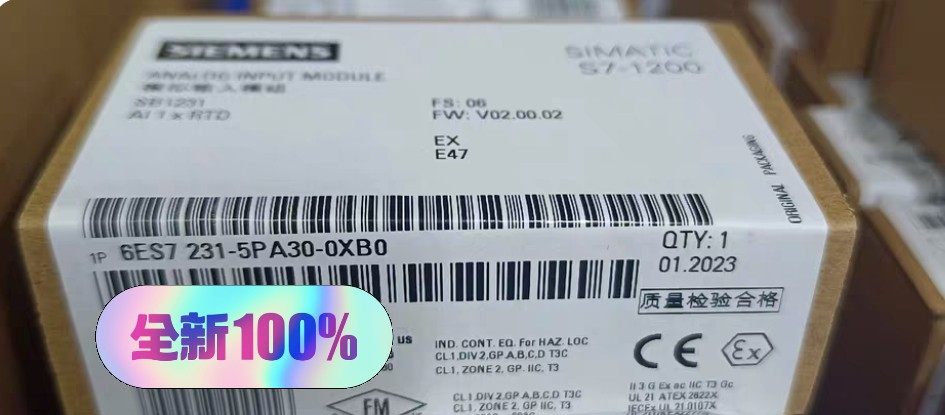 SIEMENS
SIMATIC
S7-1200
ANALOG INPUT MODULE
模拟输入模块
SB1231
AI 1 x RTD
FS: 06
FW: V02.00.02
EX
E47
ORIGINAL PACKAGING
1P 6ES7 231-5PA30-0XB0
QTY: 1
01.2023
质量检验合格
全新100%
US
IND. CONT. EQ. For HAZ. LOC
CL1,DIV 2,GP A,B,C,D T3C
CL1, ZONE 2, GP. IIC, T3
CE
Ex
FM
CL1 DIV 2,GP.A,B,C,D T3C
CL1, ZONE 2, GP IIC, T3
II 3 G Ex ec IIC T3 Gc